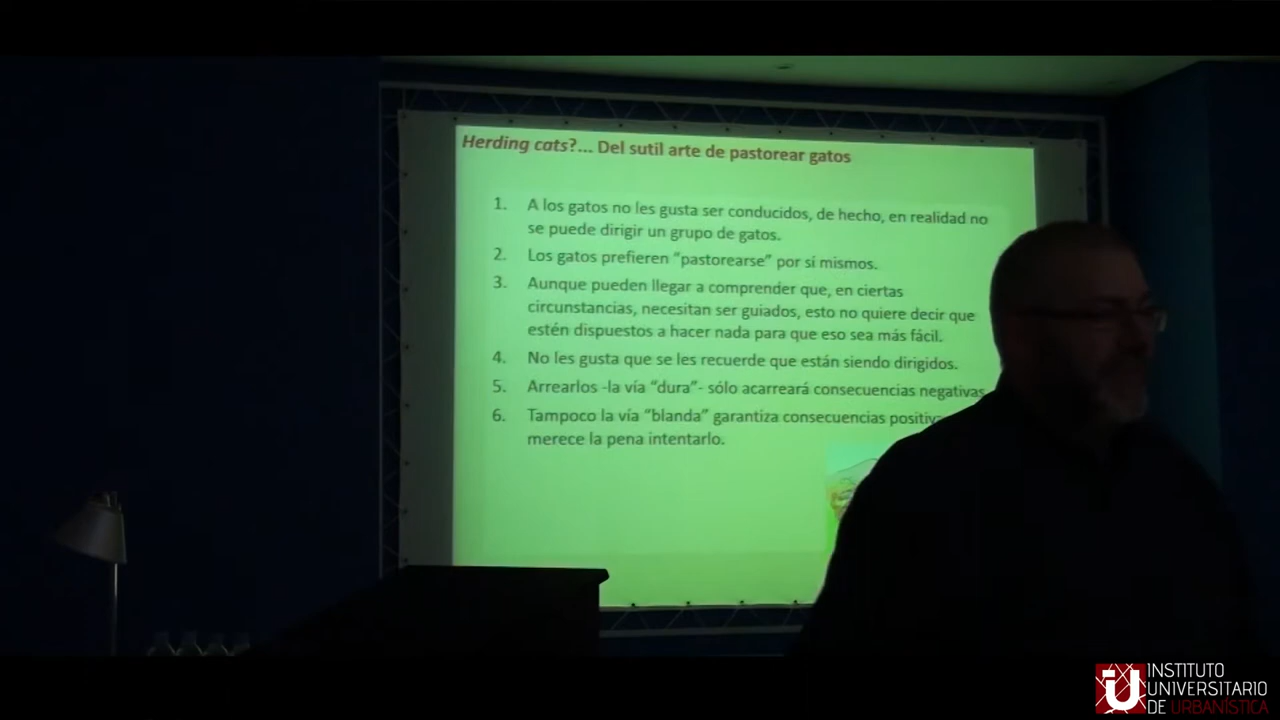 Herding cats?... Del sutil arte de pastorear gatos
1. A los gatos no les gusta ser conducidos, de hecho, en realidad no
se puede dirigir un grupo de gatos.
2. Los gatos prefieren “pastorearse” por sí mismos.
3. Aunque pueden llegar a comprender que, en ciertas
circunstancias, necesitan ser guiados, esto no quiere decir que
estén dispuestos a hacer nada para que eso sea más fácil.
4. No les gusta que se les recuerde que están siendo dirigidos.
5. Arrearlos -la vía “dura”- sólo acarreará consecuencias negativas
6. Tampoco la vía “blanda” garantiza consecuencias
merece la pena intentarlo.
INSTITUTO
UNIVERSITARIO
DE URBANÍSTICA